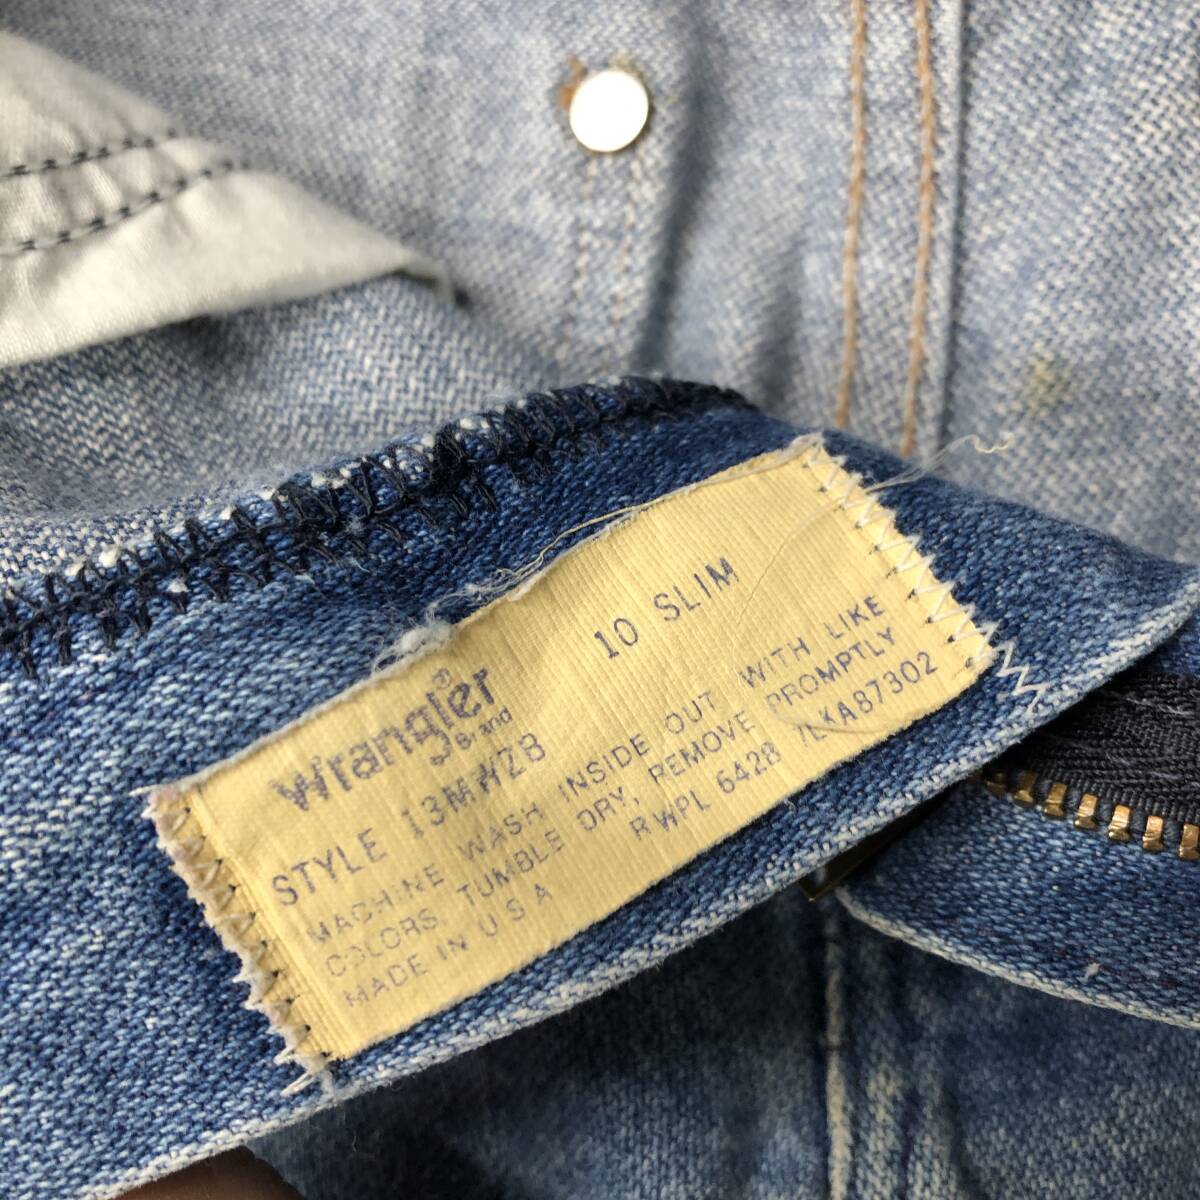 10 SLIM
Wrangler®
Brand
STYLE 13MWZB
MACHINE WASH INSIDE OUT WITH LIKE
COLORS, TUMBLE DRY, REMOVE PROMPTLY
MADE IN U S A RWPL 6428 /LKA87302